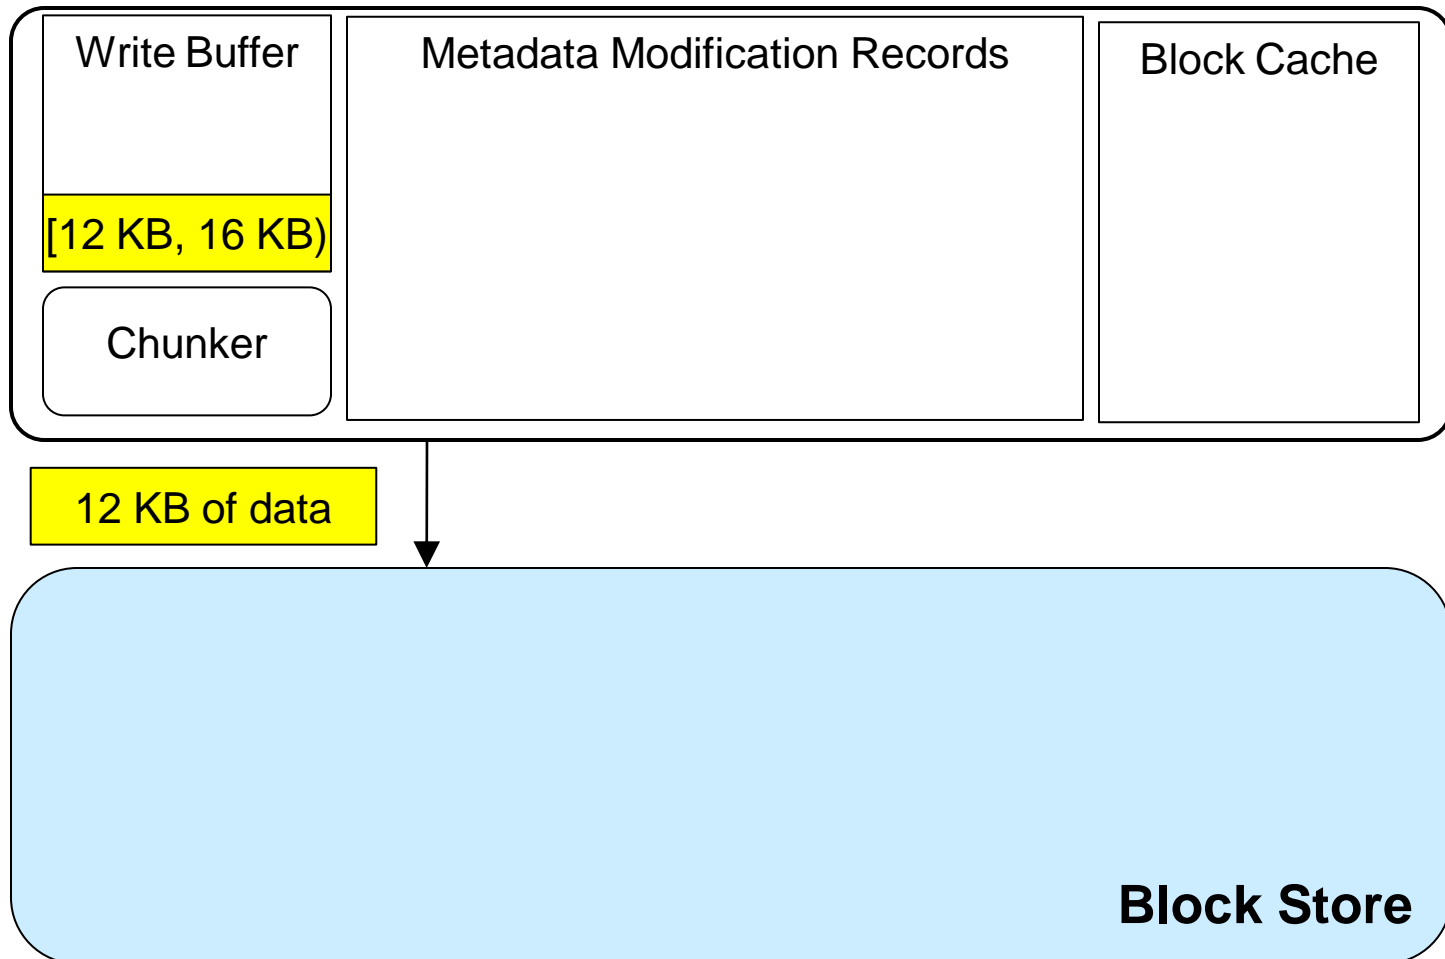 Write Buffer
Metadata Modification Records
Block Cache
[12 KB, 16 KB)
Chunker
12 KB of data
Block Store